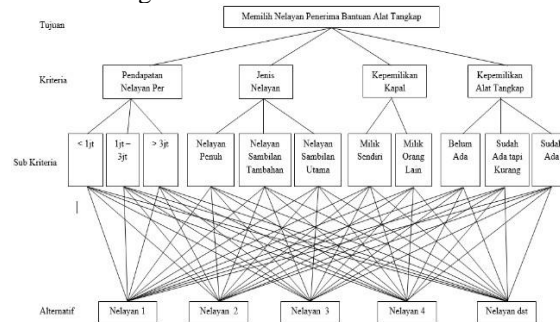 Tujuan
Memilih Nelayan Penerima Bantuan Alat Tangkap
Kriteria
Pendapatan
Nelayan Per
Jenis
Nelayan
Kepemilikan
Kapal
Kepemilikan
Alat Tangkap
Sub Kriteria
< 1jt
1jt –
3jt
> 3jt
Nelayan
Penuh
Nelayan
Sambilan
Tambahan
Nelayan
Sambilan
Utama
Milik
Sendiri
Milik
Orang
Lain
Belum
Ada
Sudah
Ada tapi
Kurang
Sudah
Ada
Alternatif
Nelayan 1
Nelayan 2
Nelayan 3
Nelayan 4
Nelayan dst